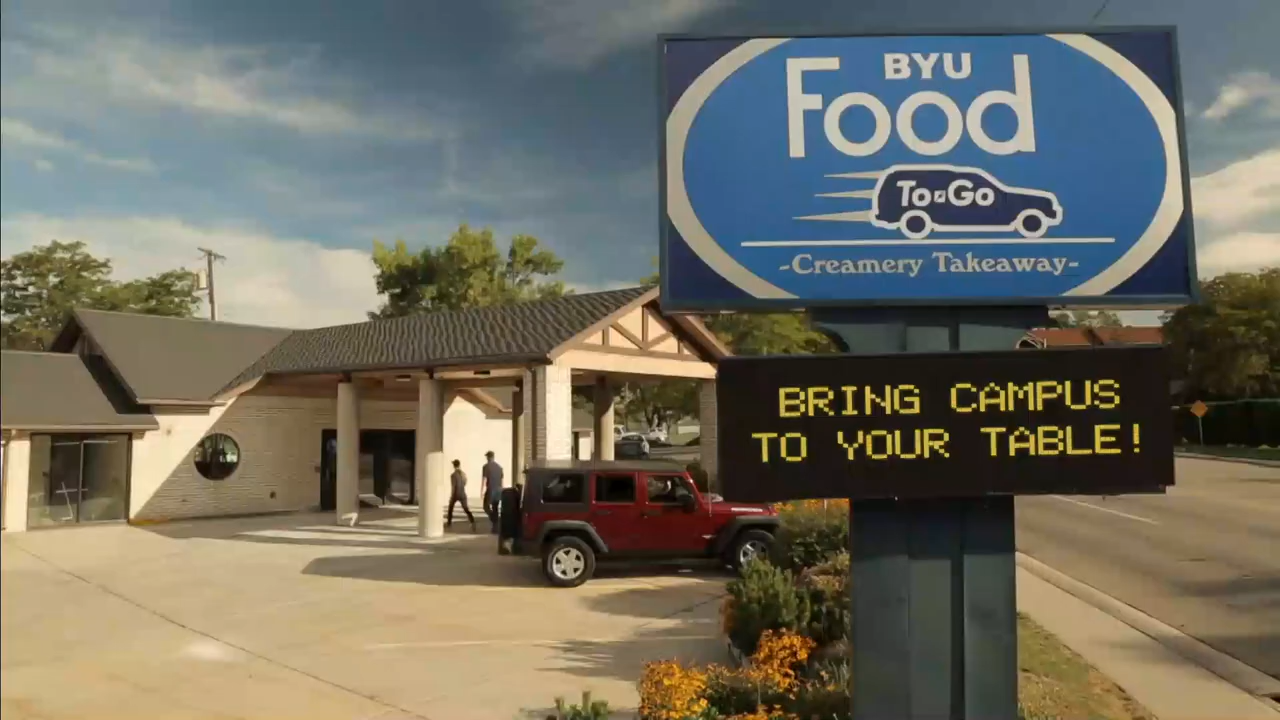 BYU
Food
To-Go
-Creamery Takeaway-
BRING CAMPUS
TO YOUR TABLE!